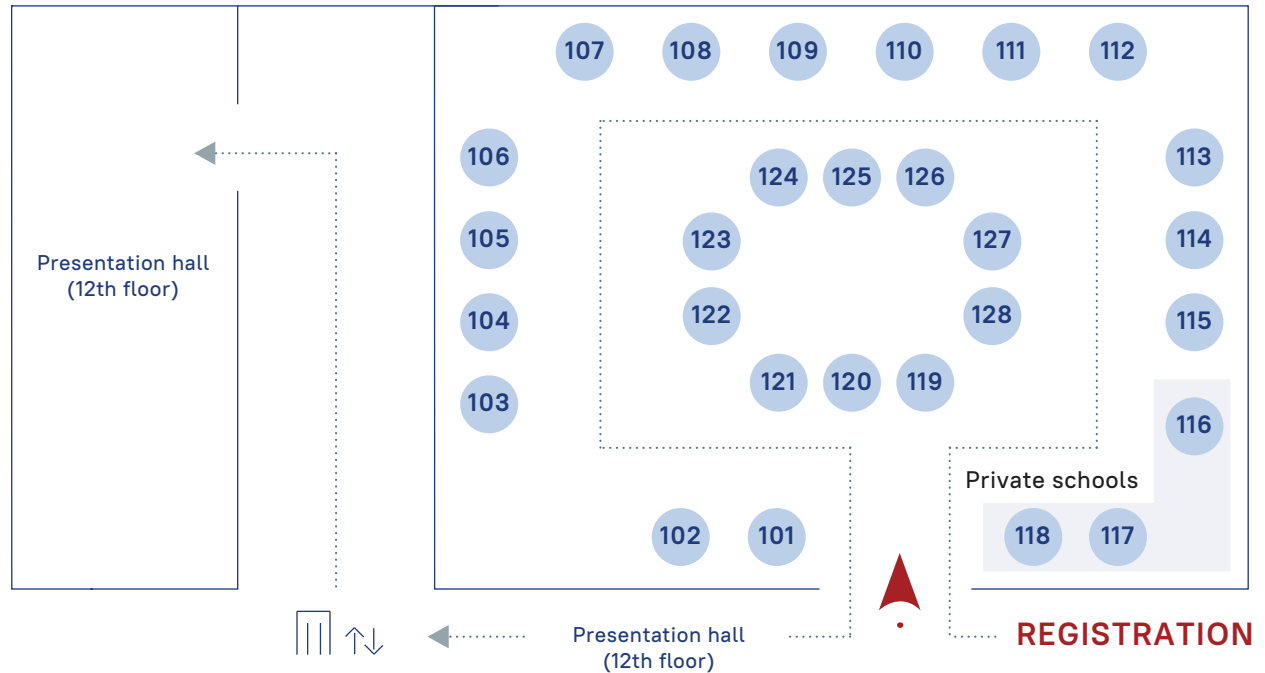 107 108 109 110 111 112
106 113
124 125 126
105 123 127 114
Presentation hall
(12th floor)
104 122 128 115
121 120 119
103 116
Private schools
102 101 118 117
Presentation hall
(12th floor)
REGISTRATION